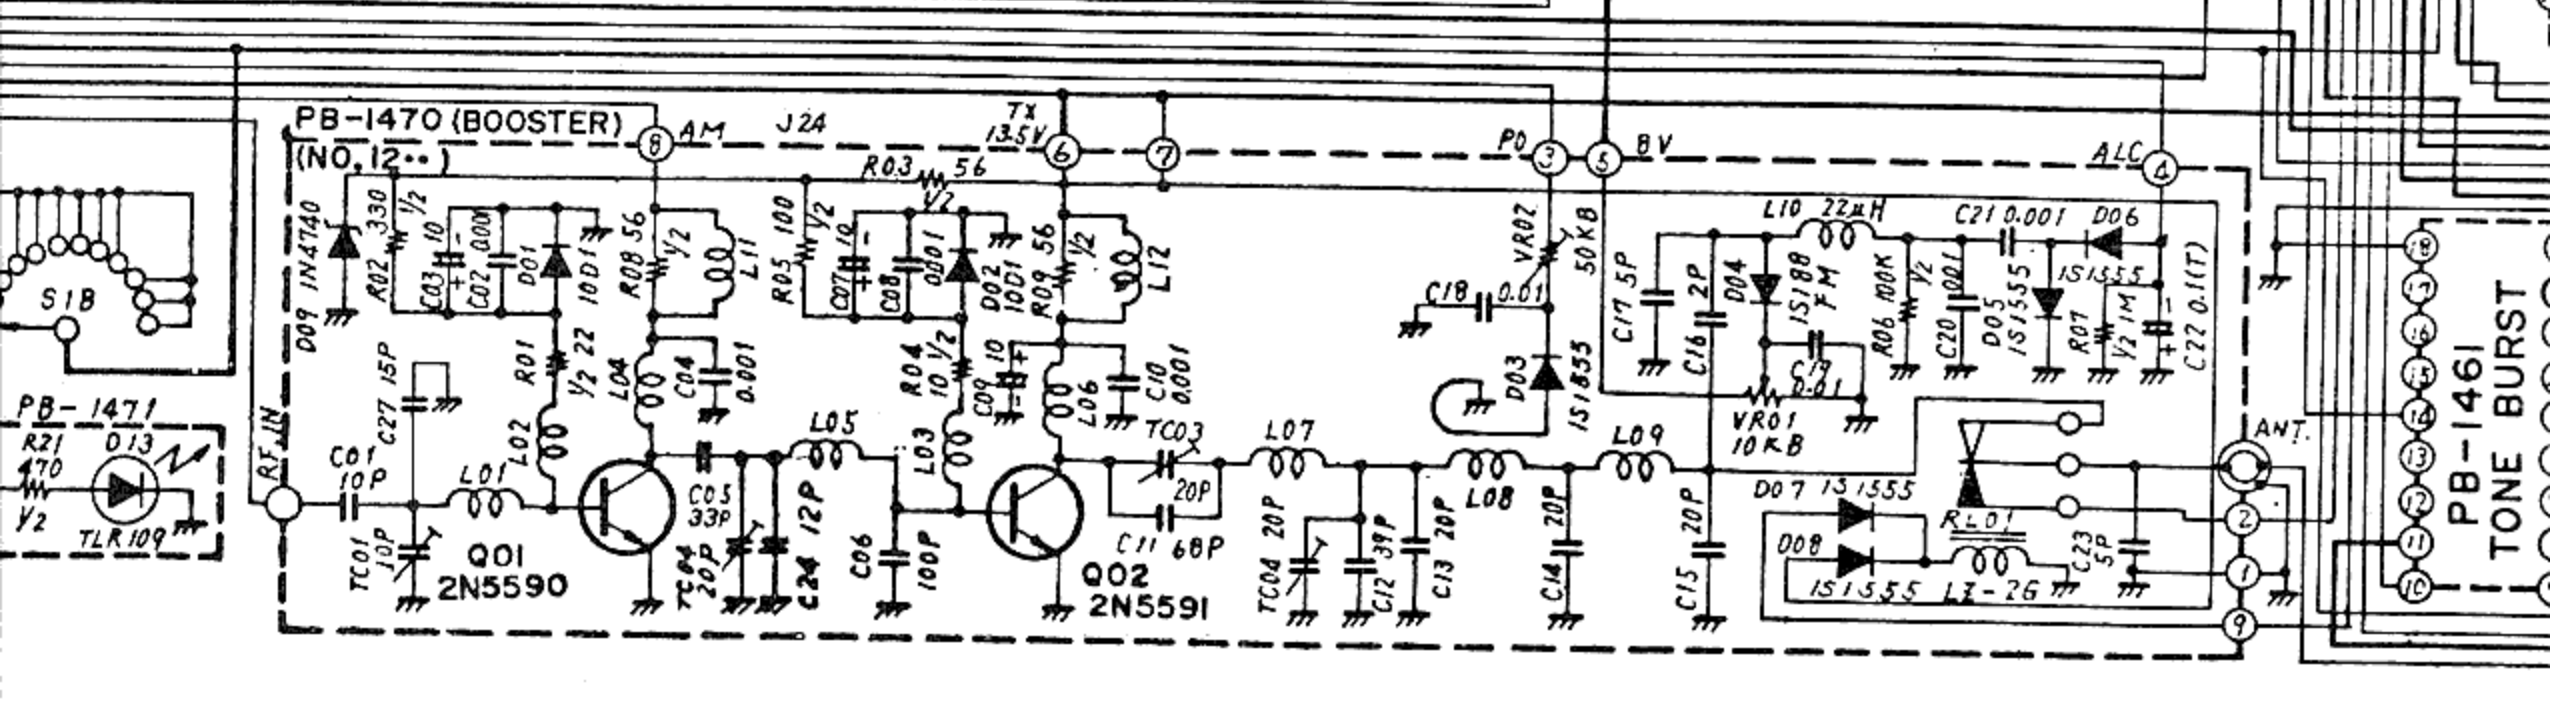 PB-1470 (BOOSTER)
(NO, 12‥)
8 AM
J24
TX
13.5V
6
7
PO
3
5
8V
ALC
4
R03 56
1/2
D09 1N4740
R02 330
1/2
C03 10
-
+
C02 0.001
D01
10D1
R08 56
1/2
L11
R05 100
1/2
C07 10
-
+
C08
0.001
D02
10D1
R09 56
1/2
L12
VR02
50KB
L10 22μH
C21 0.001
D06
1S1555
C17 5P
C16 2P
D04
1S188
FM
R06 100K
1/2
C20 .001
D05
1S1555
R07
1/2 1M
C22 0.1(T)
+
S1B
C18 0.01
D03
1S1555
C19
0.01
VR01
10KB
C27 15P
R01
1/2 22
L04
C04
0.001
R04
10 1/2
C09 10
+
-
L06
C10
0.001
PB-1471
R21
470
1/2
D13
TLR109
RF. IN
C01
10P
TC01
10P
L01
L02
Q01
2N5590
C05
33P
L05
TC04
20P
C24 12P
C06
100P
L03
Q02
2N5591
TC03
20P
C11 68P
L07
TC04 20P
C12 39P
C13 20P
L08
C14 20P
L09
C15 20P
D07 1S1555
D08
1S1555
RL01
LZ-2G
C23
5P
ANT.
2
1
9
18
17
16
15
14
13
12
11
10
PB-1461
TONE BURST